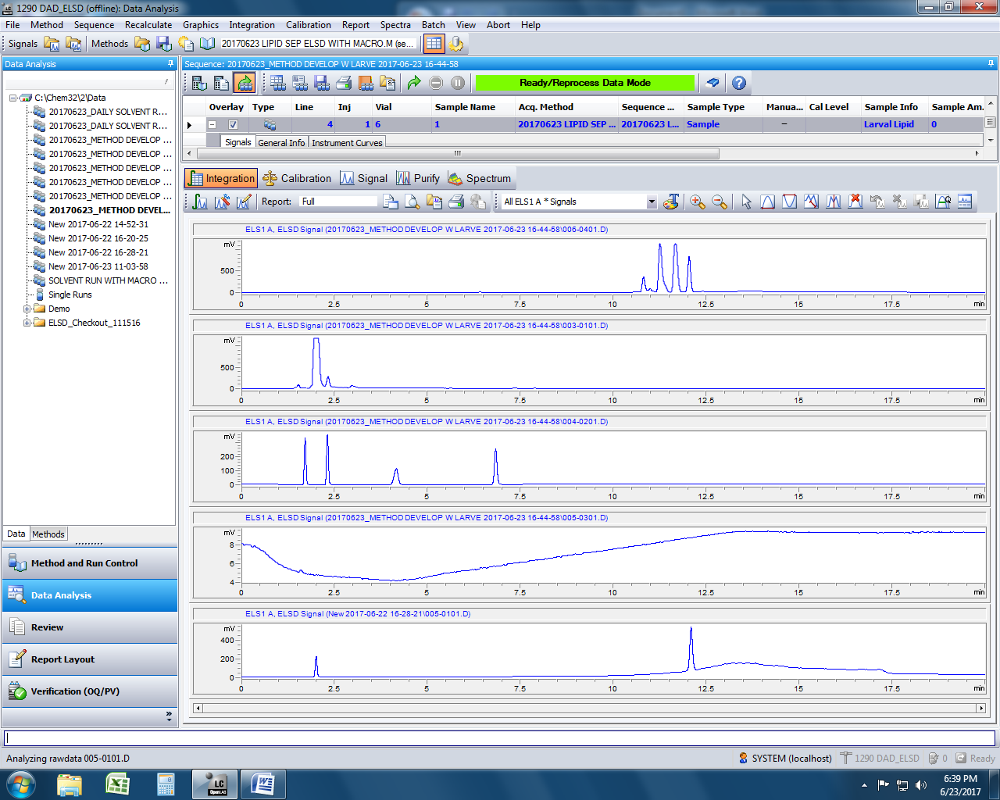 1290 DAD_ELSD (offline): Data Analysis
File Method Sequence Recalculate Graphics Integration Calibration Report Spectra Batch View Abort Help
Signals Methods 20170623 LIPID SEP ELSD WITH MACRO.M (se...
Data Analysis
C:\Chem32\2\Data
20170623_DAILY SOLVENT R...
20170623_DAILY SOLVENT R...
20170623_METHOD DEVELOP ...
20170623_METHOD DEVELOP ...
20170623_METHOD DEVELOP ...
20170623_METHOD DEVELOP ...
20170623_METHOD DEVELOP ...
20170623_METHOD DEVEL...
New 2017-06-22 14-52-31
New 2017-06-22 16-20-25
New 2017-06-22 16-28-21
New 2017-06-23 11-03-58
SOLVENT RUN WITH MACRO ...
Single Runs
Demo
ELSD_Checkout_111516
Data Methods
Method and Run Control
Data Analysis
Review
Report Layout
Verification (OQ/PV)
Sequence: 20170623_METHOD DEVELOP W LARVE 2017-06-23 16-44-58
Ready/Reprocess Data Mode
Overlay Type Line Inj Vial Sample Name Acq. Method Sequence ... Sample Type Manua... Cal Level Sample Info Sample Am.
4 1 6 1 20170623 LIPID SEP ... 20170623 L... Sample – Larval Lipid 0
Signals General Info Instrument Curves
Integration Calibration Signal Purify Spectrum
Report: Full All ELS1 A * Signals
ELS1 A, ELSD Signal (20170623_METHOD DEVELOP W LARVE 2017-06-23 16-44-58\006-0401.D)
mV
500
0
0 2.5 5 7.5 10 12.5 15 17.5 min
ELS1 A, ELSD Signal (20170623_METHOD DEVELOP W LARVE 2017-06-23 16-44-58\003-0101.D)
mV
500
0
0 2.5 5 7.5 10 12.5 15 17.5 min
ELS1 A, ELSD Signal (20170623_METHOD DEVELOP W LARVE 2017-06-23 16-44-58\004-0201.D)
mV
200
100
0
0 2.5 5 7.5 10 12.5 15 17.5 min
ELS1 A, ELSD Signal (20170623_METHOD DEVELOP W LARVE 2017-06-23 16-44-58\005-0301.D)
mV
8
6
4
0 2.5 5 7.5 10 12.5 15 17.5 min
ELS1 A, ELSD Signal (New 2017-06-22 16-28-21\005-0101.D)
mV
400
200
0
0 2.5 5 7.5 10 12.5 15 17.5 min
Analyzing rawdata 005-0101.D
SYSTEM (localhost) 1290 DAD_ELSD 0 Ready
LC
OpenLAB
6:39 PM
6/23/2017